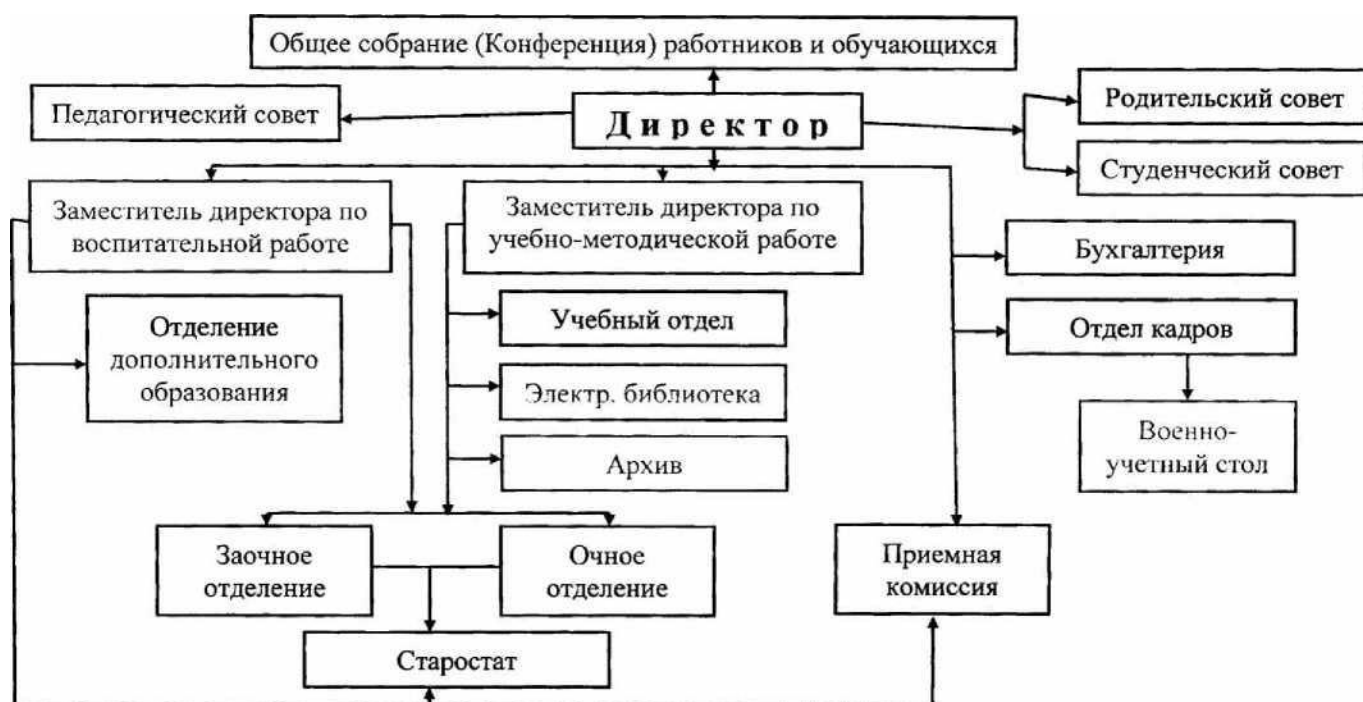 Общее собрание (Конференция) работников и обучающихся
Педагогический совет
Директор
Родительский совет
Студенческий совет
Заместитель директора по
воспитательной работе
Заместитель директора по
учебно-методической работе
Бухгалтерия
Отделение
дополнительного
образования
Учебный отдел
Отдел кадров
Электр. библиотека
Военно-
учетный стол
Архив
Заочное
отделение
Очное
отделение
Приемная
комиссия
Старостат